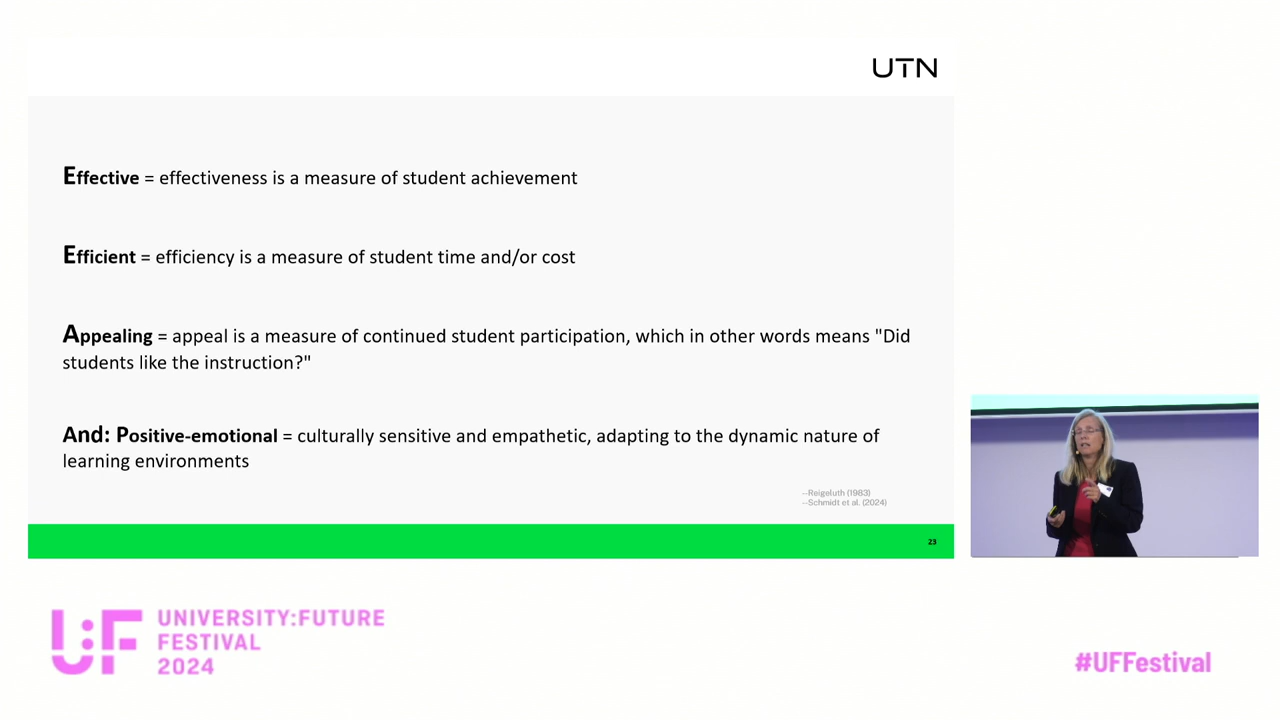 UTN
Effective = effectiveness is a measure of student achievement
Efficient = efficiency is a measure of student time and/or cost
Appealing = appeal is a measure of continued student participation, which in other words means "Did
students like the instruction?"
And: Positive-emotional = culturally sensitive and empathetic, adapting to the dynamic nature of
learning environments
--Reigeluth (1983)
--Schmidt et al. (2024)
23
U:F
UNIVERSITY:FUTURE
FESTIVAL
2024
#UFFestival